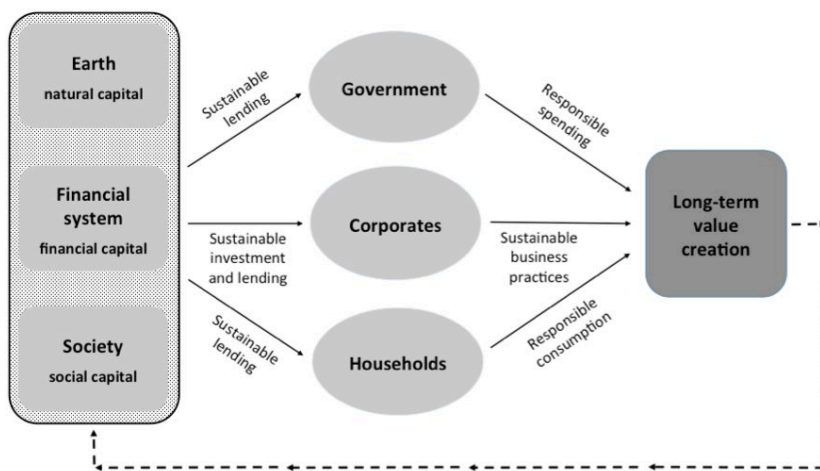 Earth
natural capital
Financial
system
financial capital
Society
social capital
Sustainable
lending
Sustainable
investment
and lending
Sustainable
lending
Government
Corporates
Households
Responsible
spending
Sustainable
business
practices
Responsible
consumption
Long-term
value
creation